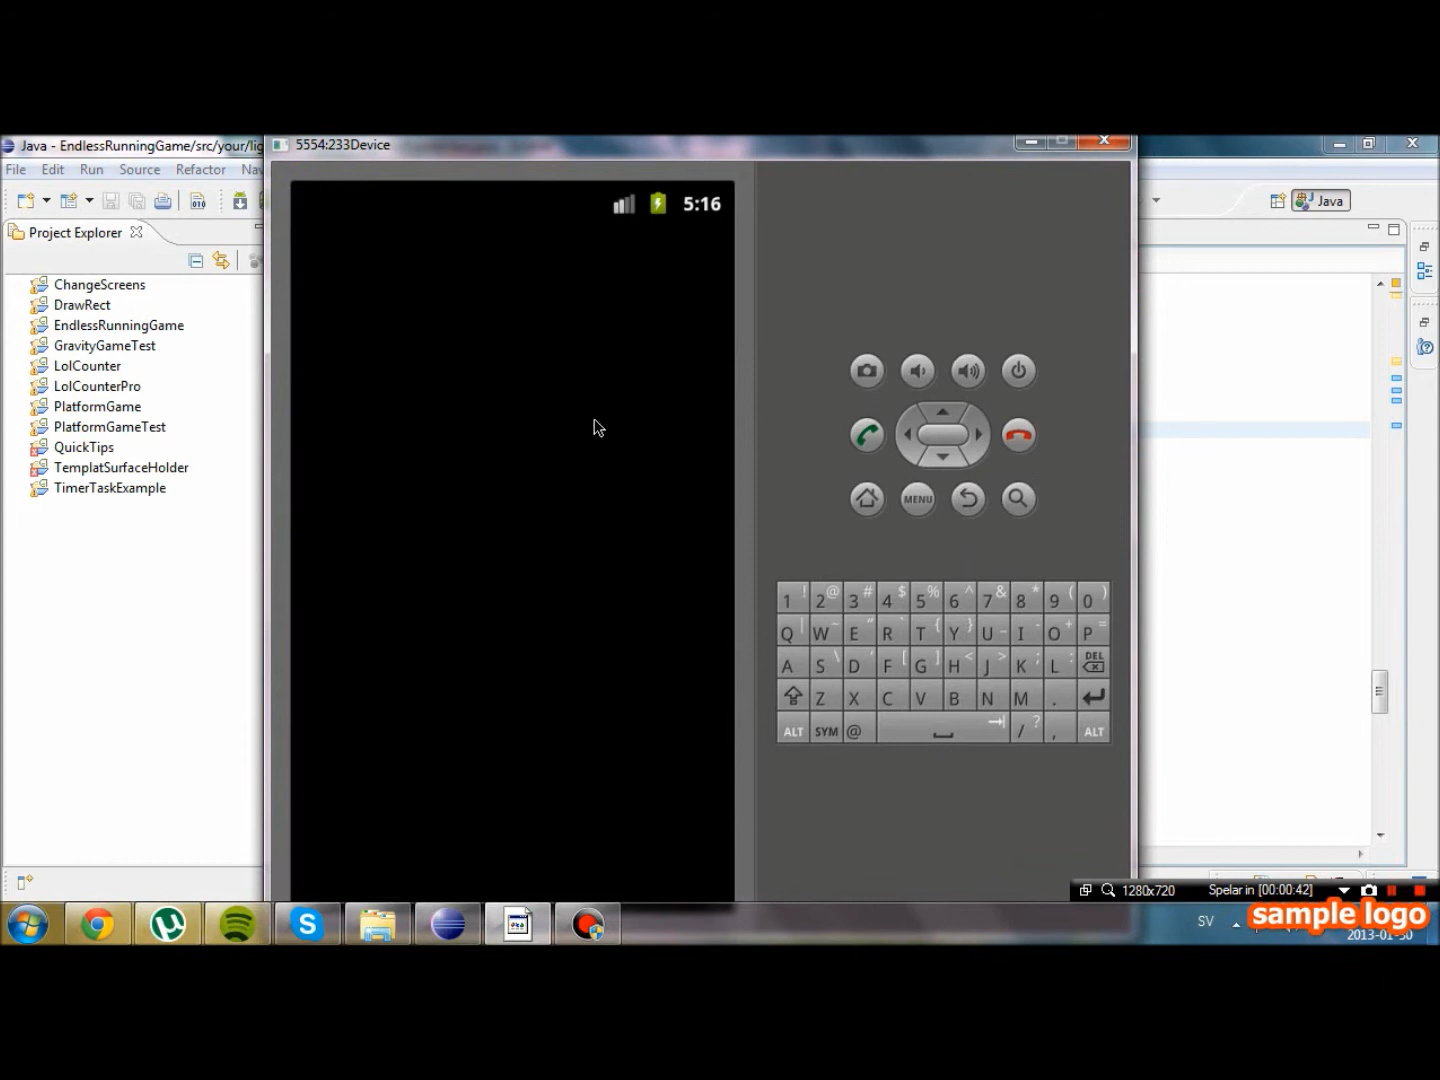 Java - EndlessRunningGame/src/your/lig
5554:233Device
File Edit Run Source Refactor Nav
5:16
Java
Project Explorer
ChangeScreens
DrawRect
EndlessRunningGame
GravityGameTest
LolCounter
LolCounterPro
PlatformGame
PlatformGameTest
QuickTips
TemplatSurfaceHolder
TimerTaskExample
MENU
1 ! 2 @ 3 # 4 $ 5 % 6 ^ 7 & 8 * 9 ( 0 )
Q | W ~ E " R ` T { Y } U _ I - O + P =
A S \ D ' F [ G ] H < J > K ; L : DEL
Z X C V B N M .
ALT SYM @ / ? , ALT
1280x720 Spelar in [00:00:42]
SV
sample logo
2013-01-30